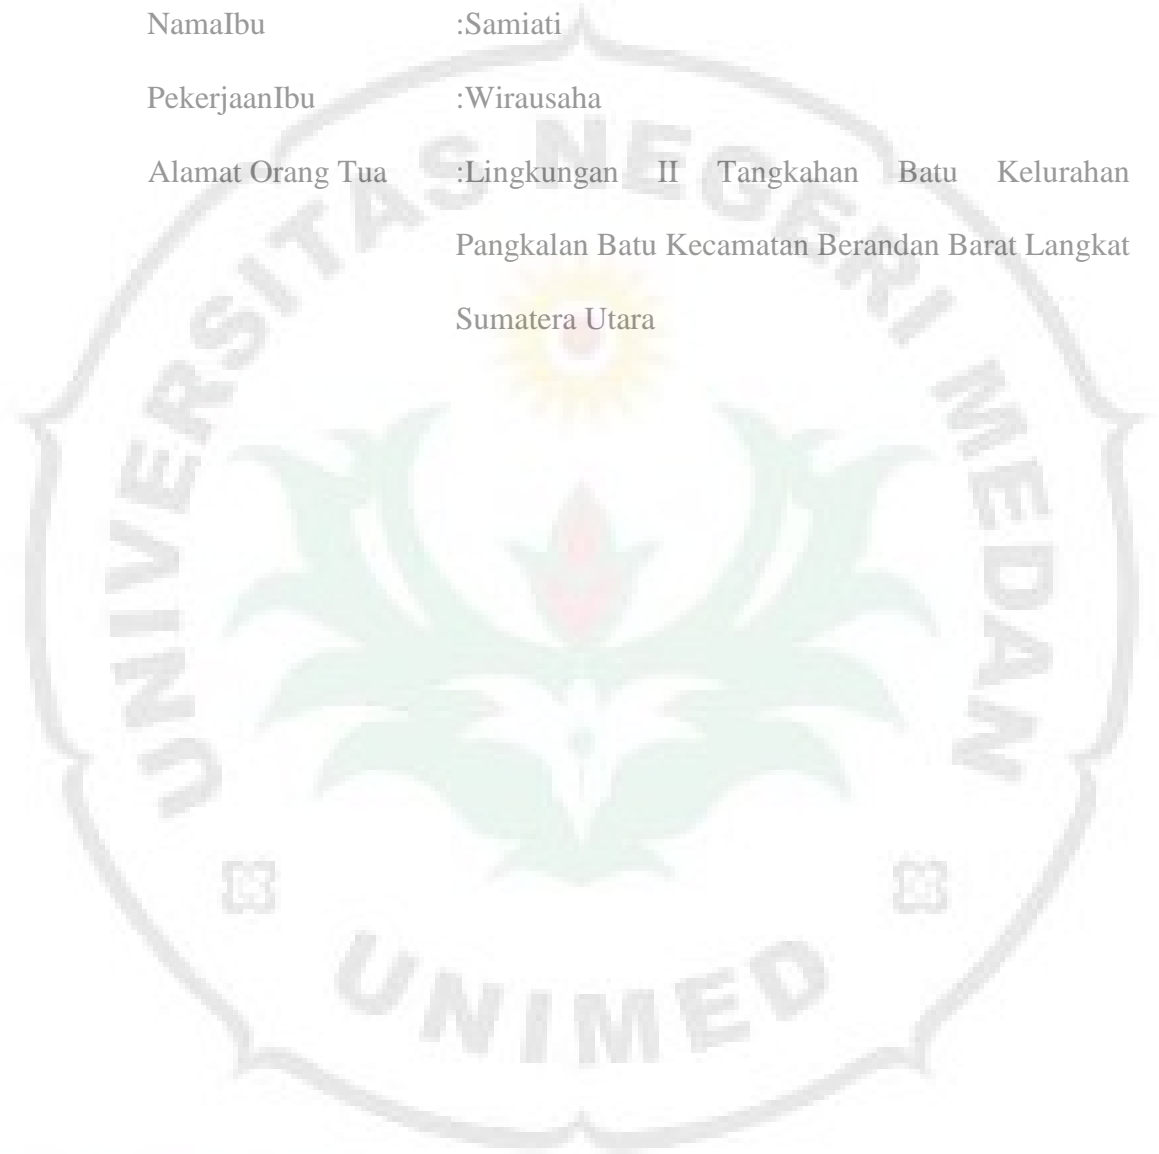 NamaIbu :Samiati
PekerjaanIbu :Wirausaha
Alamat Orang Tua :Lingkungan II Tangkahan Batu Kelurahan
Pangkalan Batu Kecamatan Berandan Barat Langkat
Sumatera Utara
UNIVERSITAS NEGERI MEDAN
UNIMED